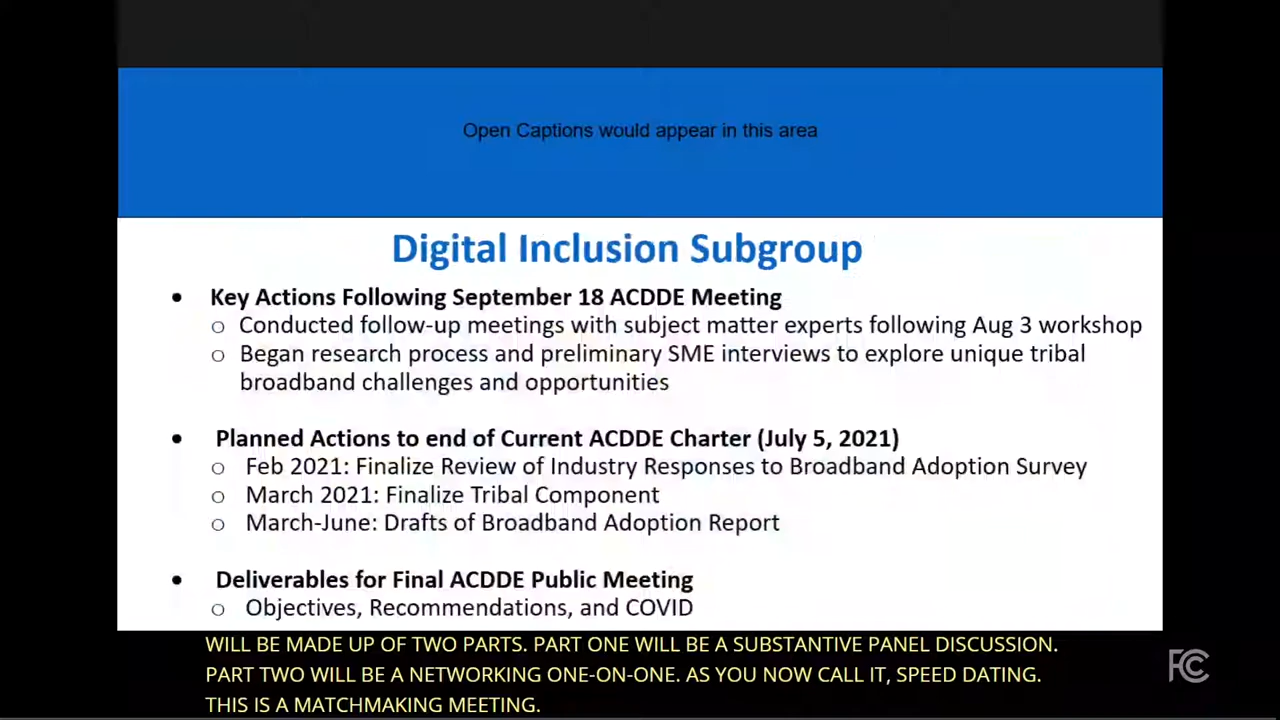 Open Captions would appear in this area
Digital Inclusion Subgroup
• Key Actions Following September 18 ACDDE Meeting
o Conducted follow-up meetings with subject matter experts following Aug 3 workshop
o Began research process and preliminary SME interviews to explore unique tribal
broadband challenges and opportunities
• Planned Actions to end of Current ACDDE Charter (July 5, 2021)
o Feb 2021: Finalize Review of Industry Responses to Broadband Adoption Survey
o March 2021: Finalize Tribal Component
o March-June: Drafts of Broadband Adoption Report
• Deliverables for Final ACDDE Public Meeting
o Objectives, Recommendations, and COVID
WILL BE MADE UP OF TWO PARTS. PART ONE WILL BE A SUBSTANTIVE PANEL DISCUSSION.
PART TWO WILL BE A NETWORKING ONE-ON-ONE. AS YOU NOW CALL IT, SPEED DATING.
THIS IS A MATCHMAKING MEETING.
FCC